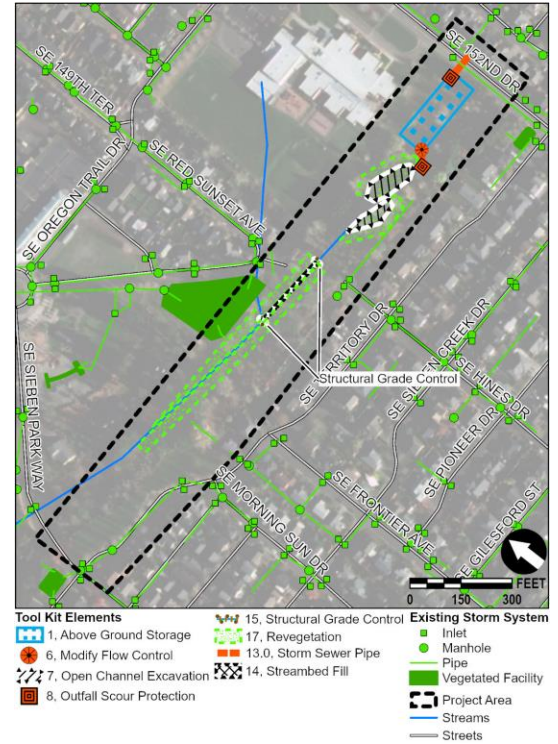 SE 152ND DR
SE 149TH TER
SE RED SUNSET AVE
SE OREGON TRAIL DR
SE TERRITORY DR
Structural Grade Control
SE SIEBEN CREEK DR
SE HINES DR
SE SIEBEN PARK WAY
SE PIONEER DR
SE MORNING SUN DR
SE FRONTIER AVE
SE GILESFORD ST
FEET
0 150 300
Tool Kit Elements
1, Above Ground Storage
6, Modify Flow Control
7, Open Channel Excavation
8, Outfall Scour Protection
15, Structural Grade Control
17, Revegetation
13.0, Storm Sewer Pipe
14, Streambed Fill
Existing Storm System
Inlet
Manhole
Pipe
Vegetated Facility
Project Area
Streams
Streets